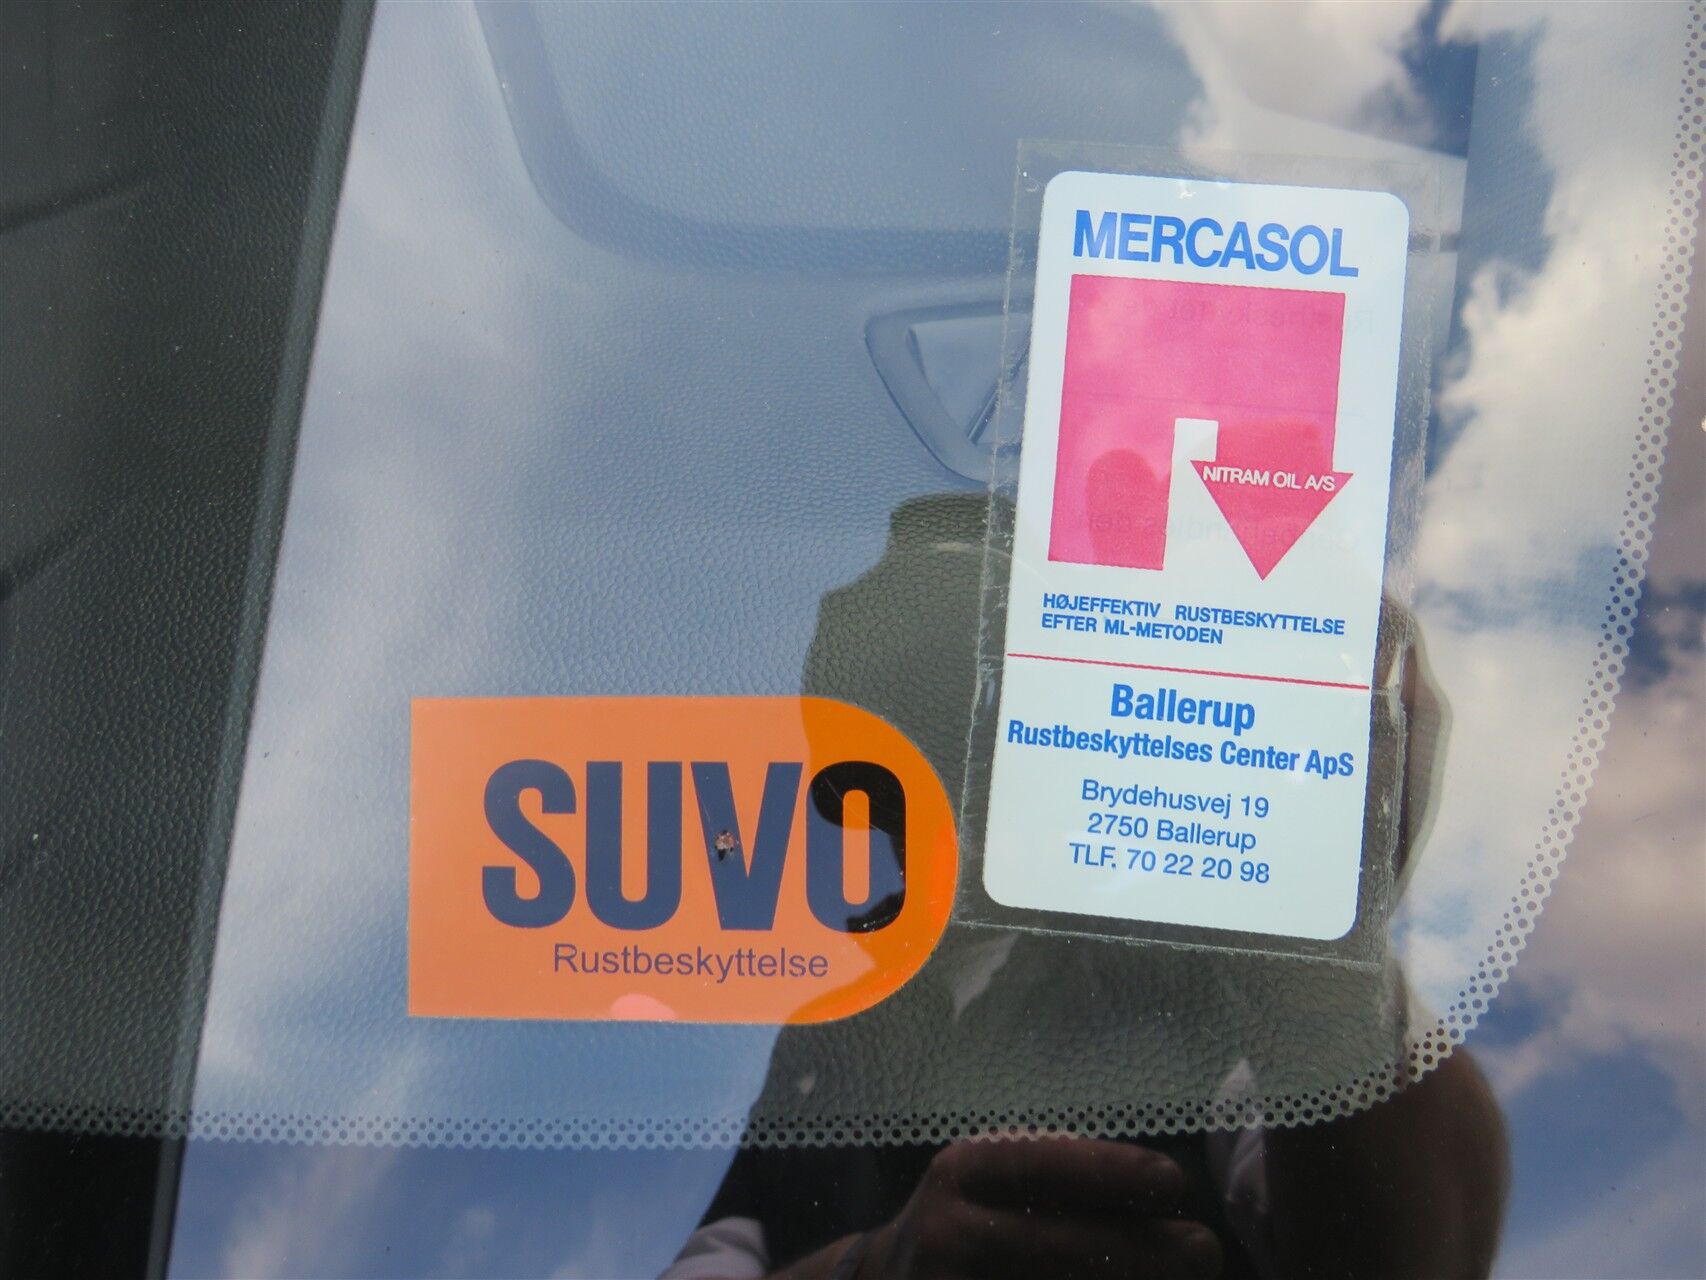 MERCASOL
NITRAM OIL A/S
HØJEFFEKTIV RUSTBESKYTTELSE
EFTER ML-METODEN
Ballerup
Rustbeskyttelses Center ApS
Brydehusvej 19
2750 Ballerup
TLF. 70 22 20 98
SUVO
Rustbeskyttelse